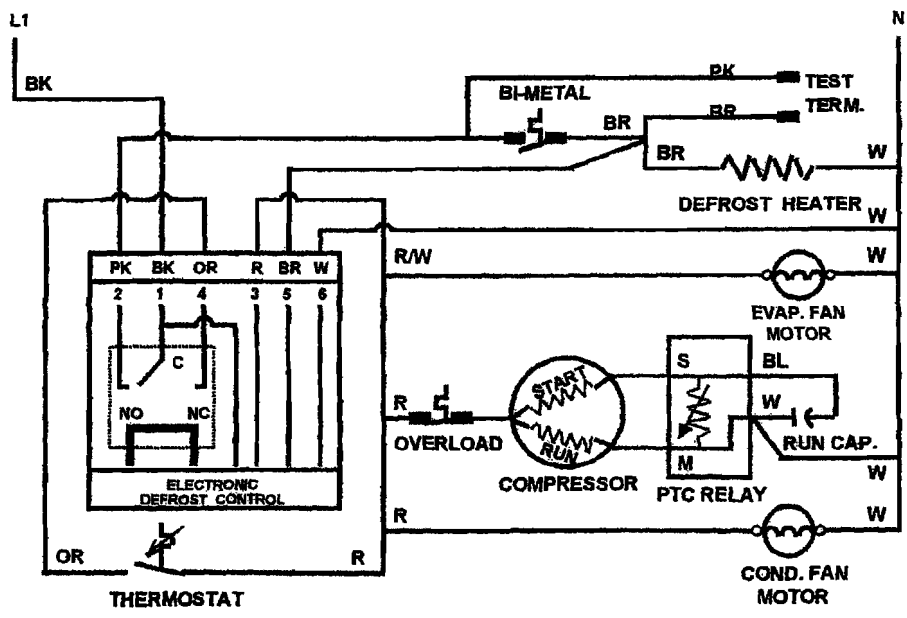 L1 N
BK
PK TEST
BI-METAL
BR BR TERM.
BR W
DEFROST HEATER
W
R/W W
PK BK OR R BR W
2 1 4 3 5 6
EVAP. FAN
MOTOR
C
START S BL
NO NC
R W
OVERLOAD RUN RUN CAP.
M W
COMPRESSOR
PTC RELAY
ELECTRONIC
DEFROST CONTROL
R W
OR R
COND. FAN
MOTOR
THERMOSTAT